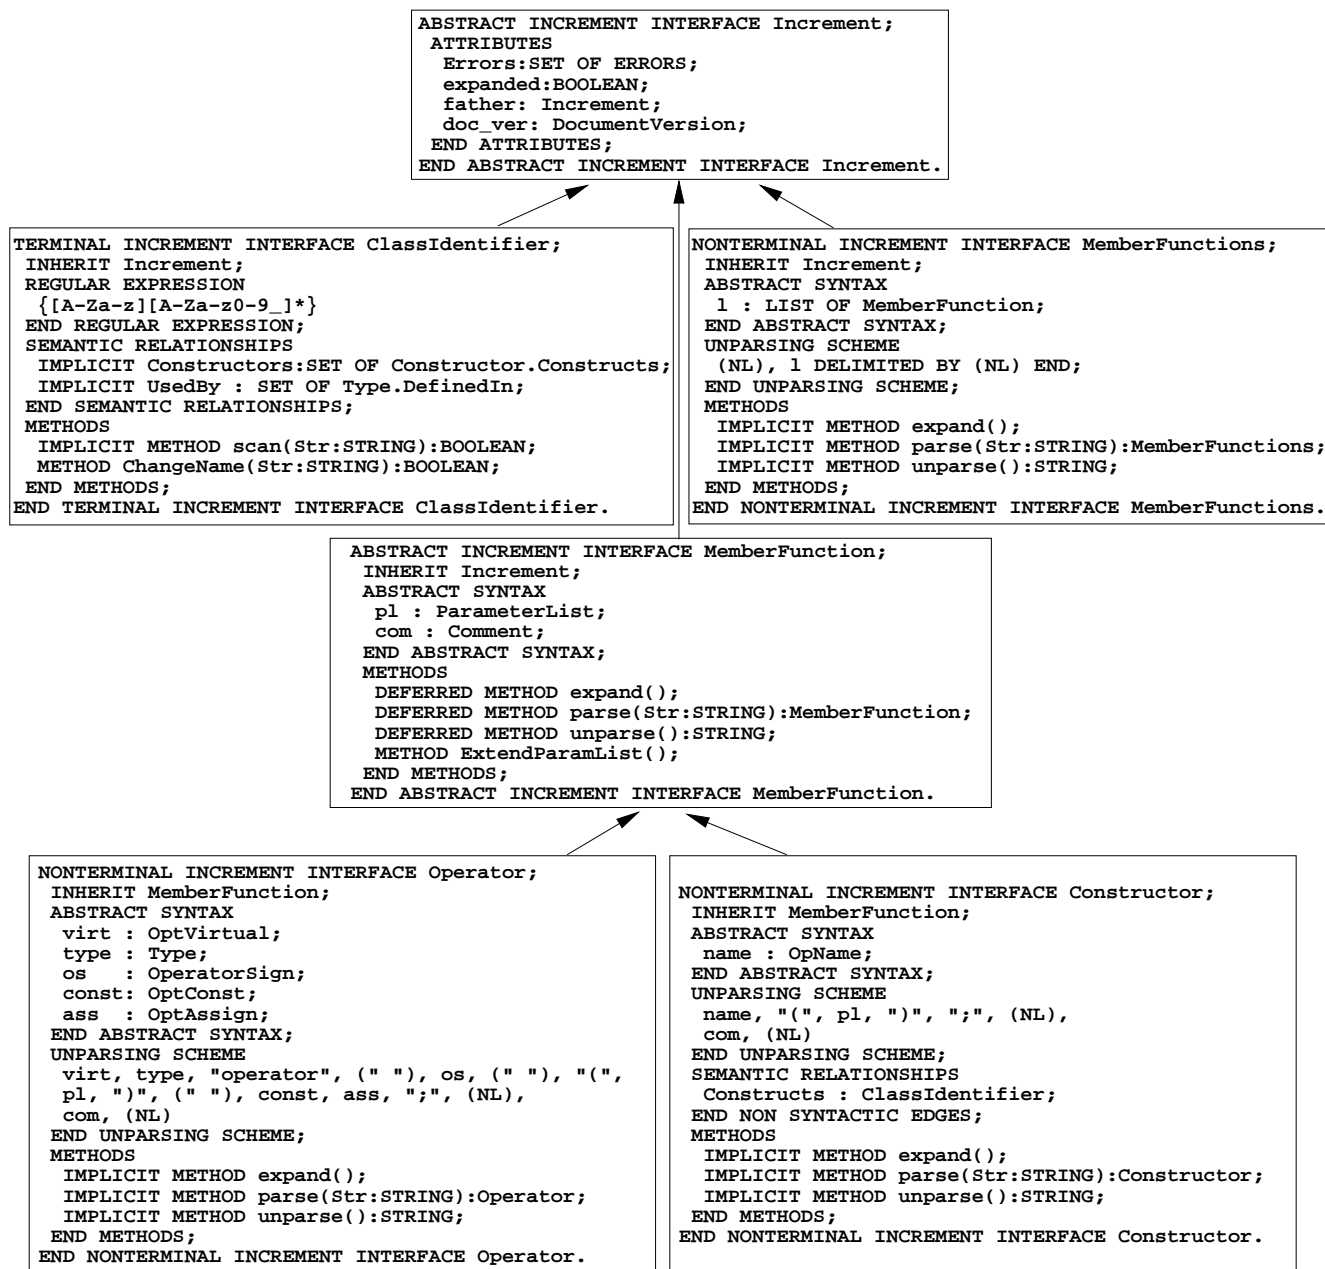 ABSTRACT INCREMENT INTERFACE Increment;
ATTRIBUTES
Errors:SET OF ERRORS;
expanded:BOOLEAN;
father: Increment;
doc_ver: DocumentVersion;
END ATTRIBUTES;
END ABSTRACT INCREMENT INTERFACE Increment.
TERMINAL INCREMENT INTERFACE ClassIdentifier;
INHERIT Increment;
REGULAR EXPRESSION
{[A-Za-z][A-Za-z0-9_]*}
END REGULAR EXPRESSION;
SEMANTIC RELATIONSHIPS
IMPLICIT Constructors:SET OF Constructor.Constructs;
IMPLICIT UsedBy : SET OF Type.DefinedIn;
END SEMANTIC RELATIONSHIPS;
METHODS
IMPLICIT METHOD scan(Str:STRING):BOOLEAN;
METHOD ChangeName(Str:STRING):BOOLEAN;
END METHODS;
END TERMINAL INCREMENT INTERFACE ClassIdentifier.
NONTERMINAL INCREMENT INTERFACE MemberFunctions;
INHERIT Increment;
ABSTRACT SYNTAX
l : LIST OF MemberFunction;
END ABSTRACT SYNTAX;
UNPARSING SCHEME
(NL), l DELIMITED BY (NL) END;
END UNPARSING SCHEME;
METHODS
IMPLICIT METHOD expand();
IMPLICIT METHOD parse(Str:STRING):MemberFunctions;
IMPLICIT METHOD unparse():STRING;
END METHODS;
END NONTERMINAL INCREMENT INTERFACE MemberFunctions.
ABSTRACT INCREMENT INTERFACE MemberFunction;
INHERIT Increment;
ABSTRACT SYNTAX
pl : ParameterList;
com : Comment;
END ABSTRACT SYNTAX;
METHODS
DEFERRED METHOD expand();
DEFERRED METHOD parse(Str:STRING):MemberFunction;
DEFERRED METHOD unparse():STRING;
METHOD ExtendParamList();
END METHODS;
END ABSTRACT INCREMENT INTERFACE MemberFunction.
NONTERMINAL INCREMENT INTERFACE Operator;
INHERIT MemberFunction;
ABSTRACT SYNTAX
virt : OptVirtual;
type : Type;
os   : OperatorSign;
const: OptConst;
ass  : OptAssign;
END ABSTRACT SYNTAX;
UNPARSING SCHEME
virt, type, "operator", (" "), os, (" "), "(",
pl, ")", (" "), const, ass, ";", (NL),
com, (NL)
END UNPARSING SCHEME;
METHODS
IMPLICIT METHOD expand();
IMPLICIT METHOD parse(Str:STRING):Operator;
IMPLICIT METHOD unparse():STRING;
END METHODS;
END NONTERMINAL INCREMENT INTERFACE Operator.
NONTERMINAL INCREMENT INTERFACE Constructor;
INHERIT MemberFunction;
ABSTRACT SYNTAX
name : OpName;
END ABSTRACT SYNTAX;
UNPARSING SCHEME
name, "(", pl, ")", ";", (NL),
com, (NL)
END UNPARSING SCHEME;
SEMANTIC RELATIONSHIPS
Constructs : ClassIdentifier;
END NON SYNTACTIC EDGES;
METHODS
IMPLICIT METHOD expand();
IMPLICIT METHOD parse(Str:STRING):Constructor;
IMPLICIT METHOD unparse():STRING;
END METHODS;
END NONTERMINAL INCREMENT INTERFACE Constructor.